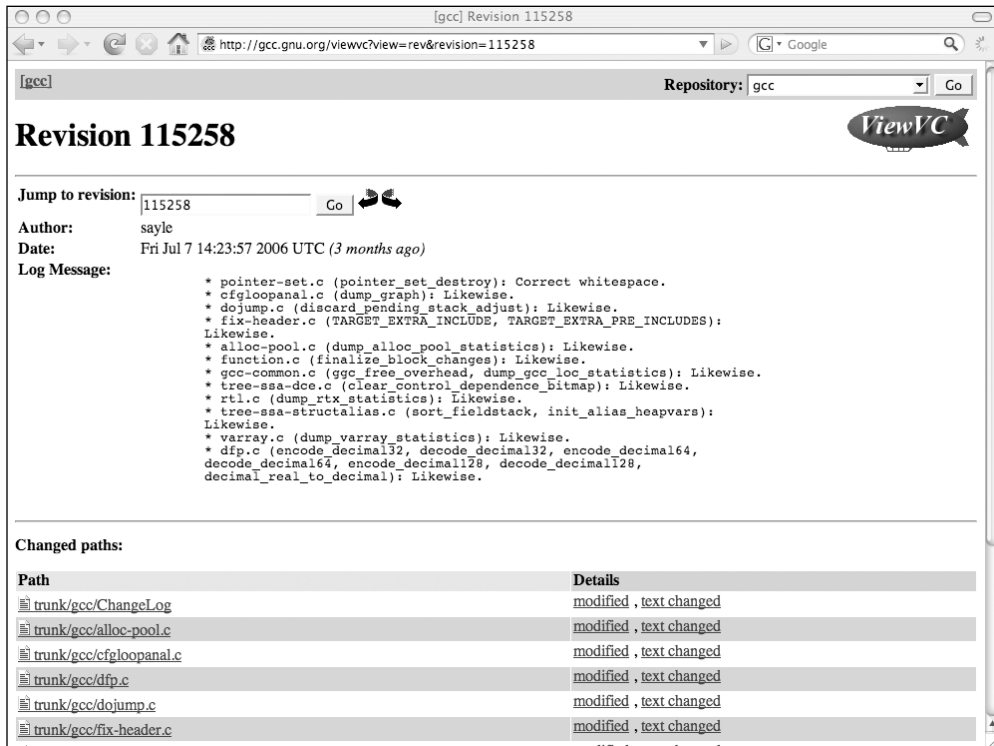 [gcc] Revision 115258
http://gcc.gnu.org/viewvc?view=rev&revision=115258
G Google
[gcc]
Repository: gcc Go
ViewVC
Revision 115258
Jump to revision: 115258 Go
Author: sayle
Date: Fri Jul 7 14:23:57 2006 UTC (3 months ago)
Log Message:
* pointer-set.c (pointer_set_destroy): Correct whitespace.
* cfgloopanal.c (dump_graph): Likewise.
* dojump.c (discard_pending_stack_adjust): Likewise.
* fix-header.c (TARGET_EXTRA_INCLUDE, TARGET_EXTRA_PRE_INCLUDES):
Likewise.
* alloc-pool.c (dump_alloc_pool_statistics): Likewise.
* function.c (finalize_block_changes): Likewise.
* gcc-common.c (ggc_free_overhead, dump_gcc_loc_statistics): Likewise.
* tree-ssa-dce.c (clear_control_dependence_bitmap): Likewise.
* rtl.c (dump_rtx_statistics): Likewise.
* tree-ssa-structalias.c (sort_fieldstack, init_alias_heapvars):
Likewise.
* varray.c (dump_varray_statistics): Likewise.
* dfp.c (encode_decimal32, decode_decimal32, encode_decimal64,
decode_decimal64, encode_decimal128, decode_decimal128,
decimal_real_to_decimal): Likewise.
Changed paths:
Path Details
trunk/gcc/ChangeLog modified , text changed
trunk/gcc/alloc-pool.c modified , text changed
trunk/gcc/cfgloopanal.c modified , text changed
trunk/gcc/dfp.c modified , text changed
trunk/gcc/dojump.c modified , text changed
trunk/gcc/fix-header.c modified , text changed